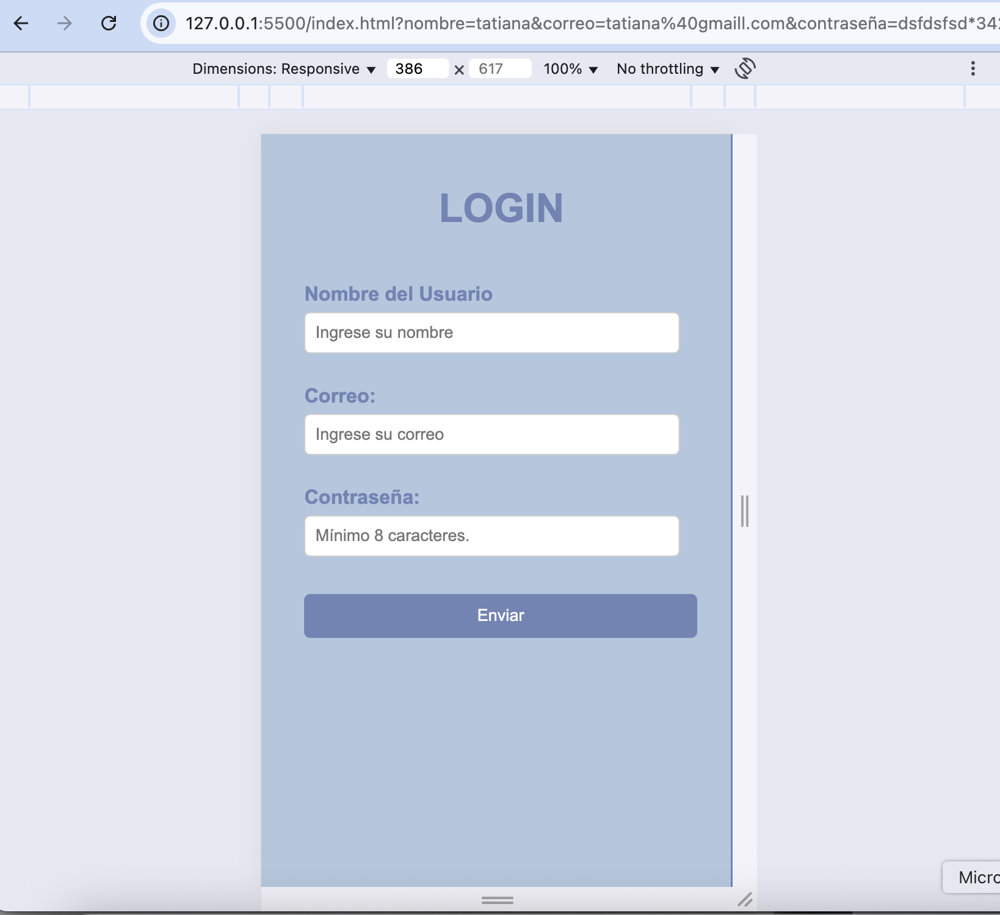 127.0.0.1:5500/index.html?nombre=tatiana&correo=tatiana%40gmaill.com&contraseña=dsfdsfsd*342
Dimensions: Responsive 386 × 617 100% No throttling
LOGIN
Nombre del Usuario
Ingrese su nombre
Correo:
Ingrese su correo
Contraseña:
Mínimo 8 caracteres.
Enviar
Micro